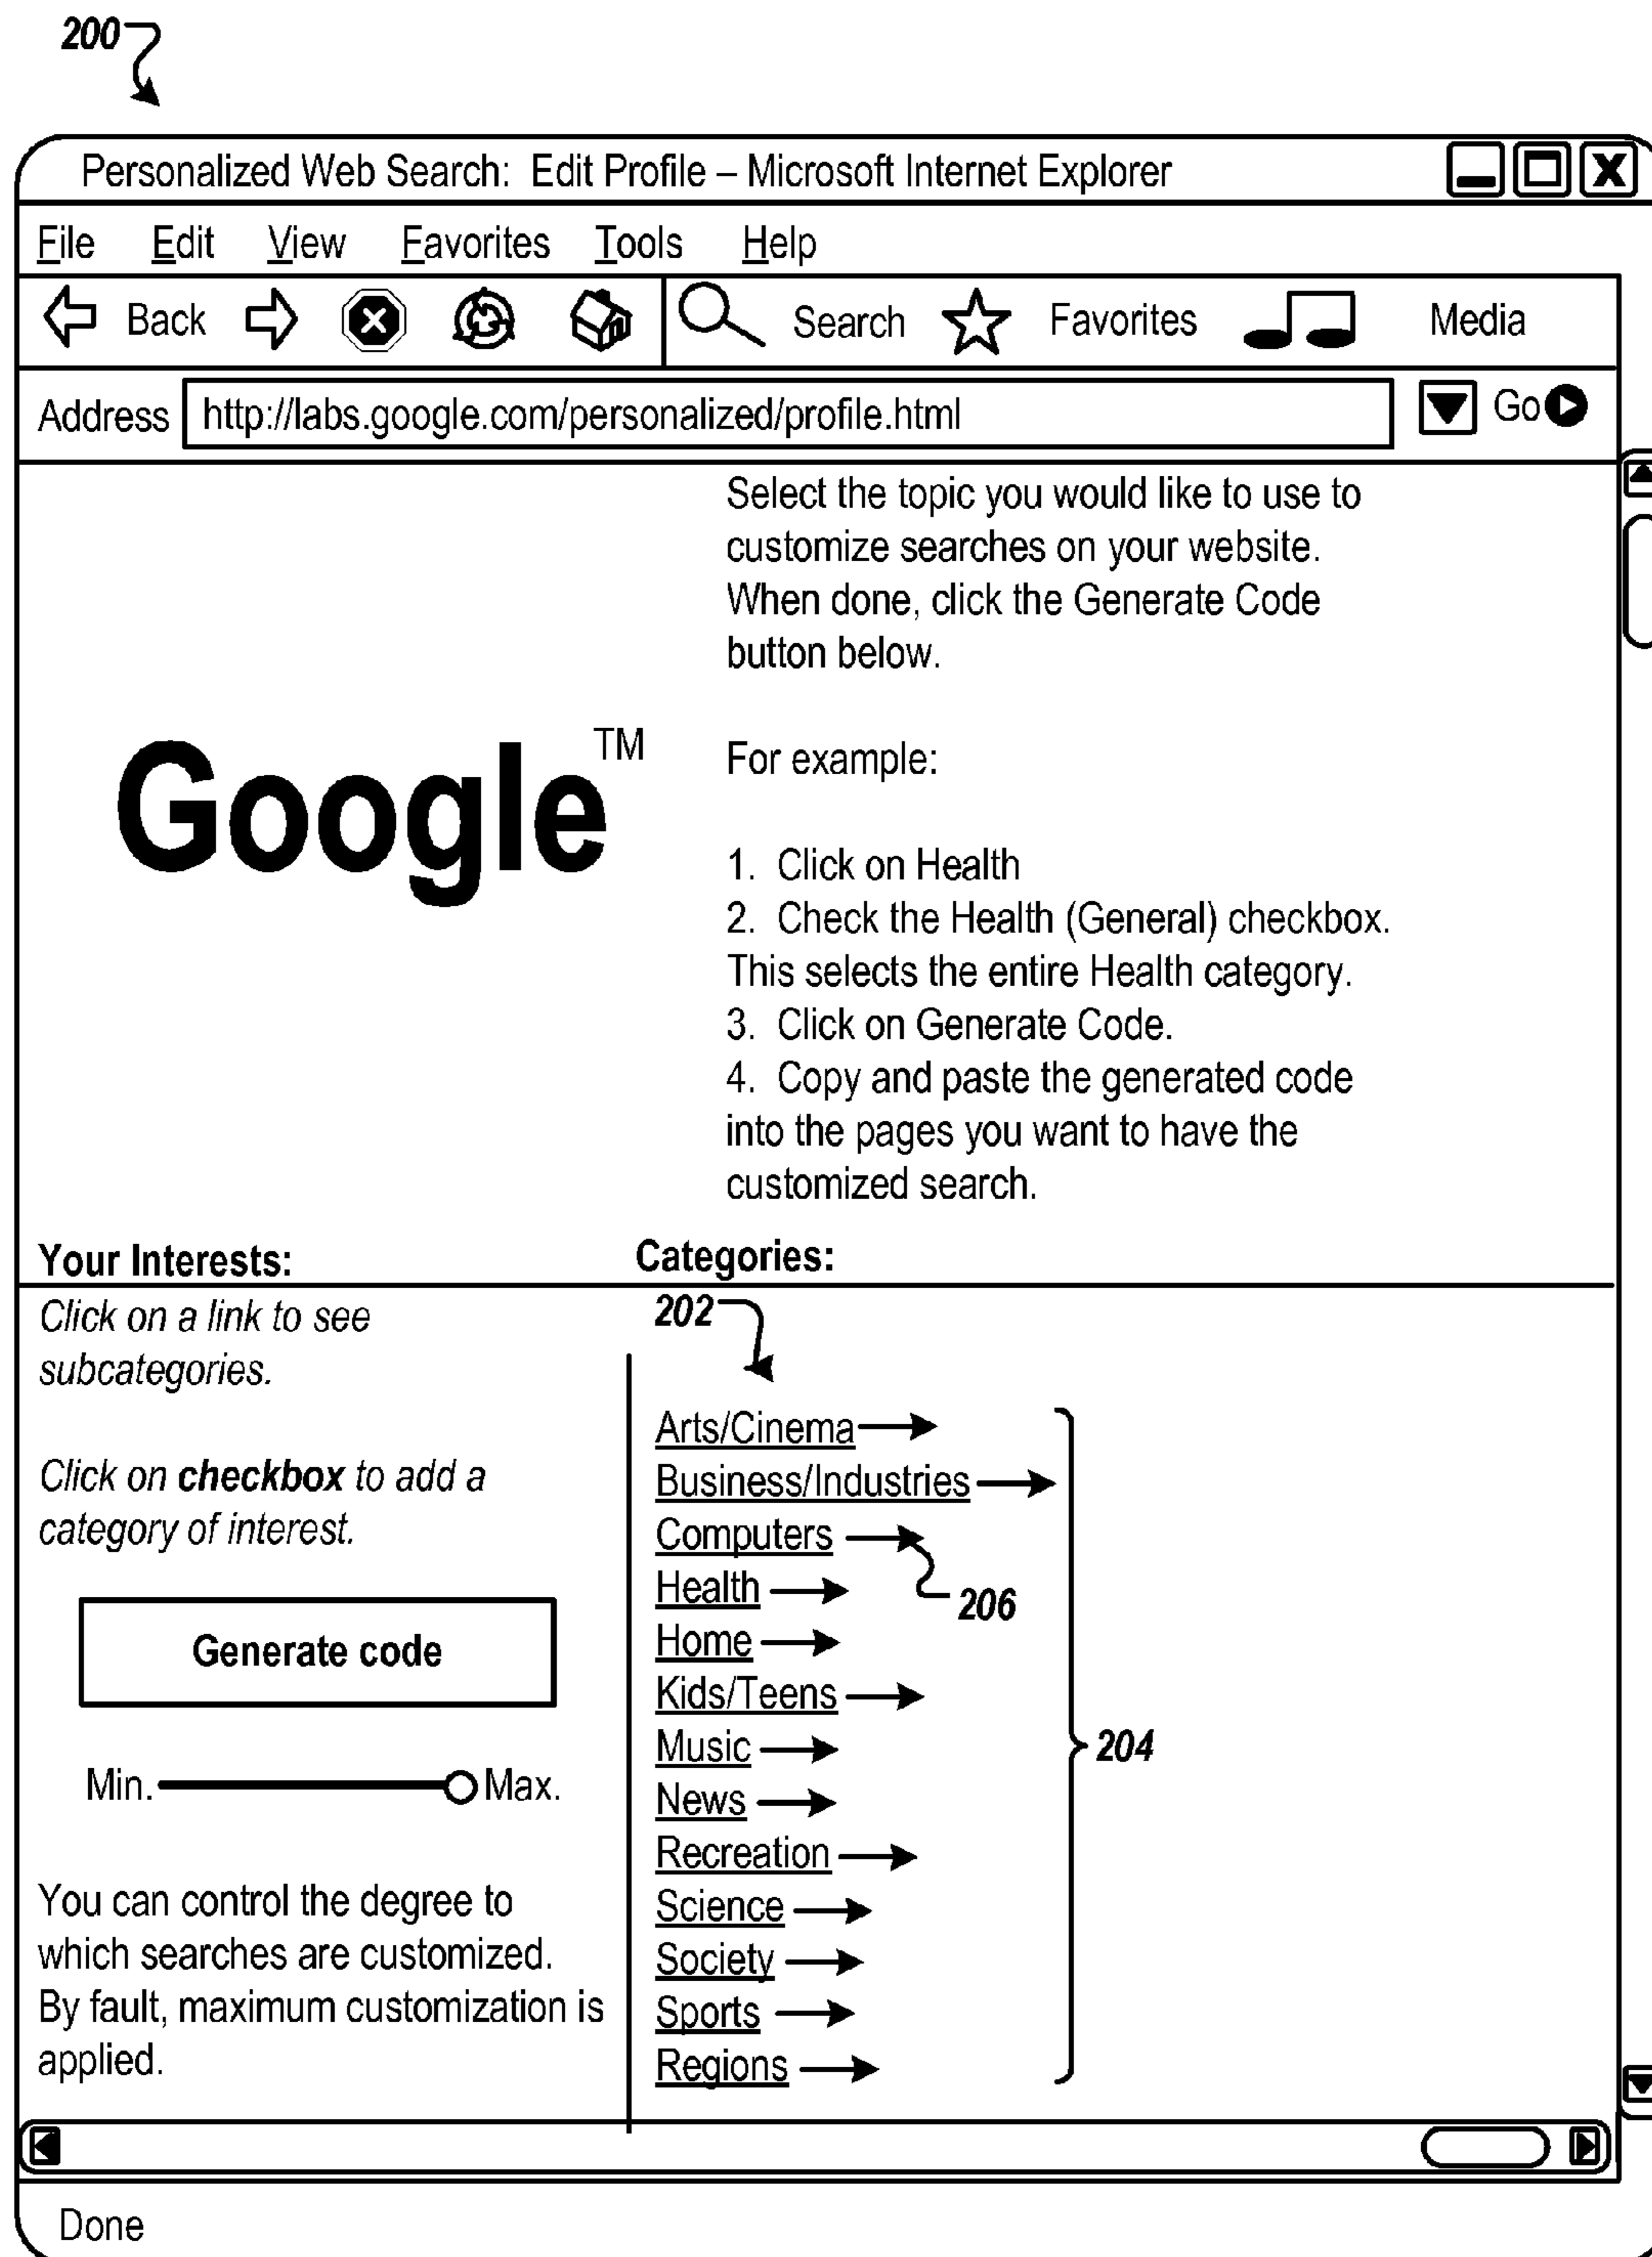 200
Personalized Web Search: Edit Profile – Microsoft Internet Explorer
File Edit View Favorites Tools Help
Back Search Favorites Media
Address http://labs.google.com/personalized/profile.html Go
Select the topic you would like to use to
customize searches on your website.
When done, click the Generate Code
button below.
Google TM
For example:
1. Click on Health
2. Check the Health (General) checkbox.
This selects the entire Health category.
3. Click on Generate Code.
4. Copy and paste the generated code
into the pages you want to have the
customized search.
Your Interests:
Click on a link to see
subcategories.
Click on checkbox to add a
category of interest.
Generate code
Min. Max.
You can control the degree to
which searches are customized.
By fault, maximum customization is
applied.
Categories:
202
Arts/Cinema
Business/Industries
Computers
206
Health
Home
Kids/Teens
Music
204
News
Recreation
Science
Society
Sports
Regions
Done